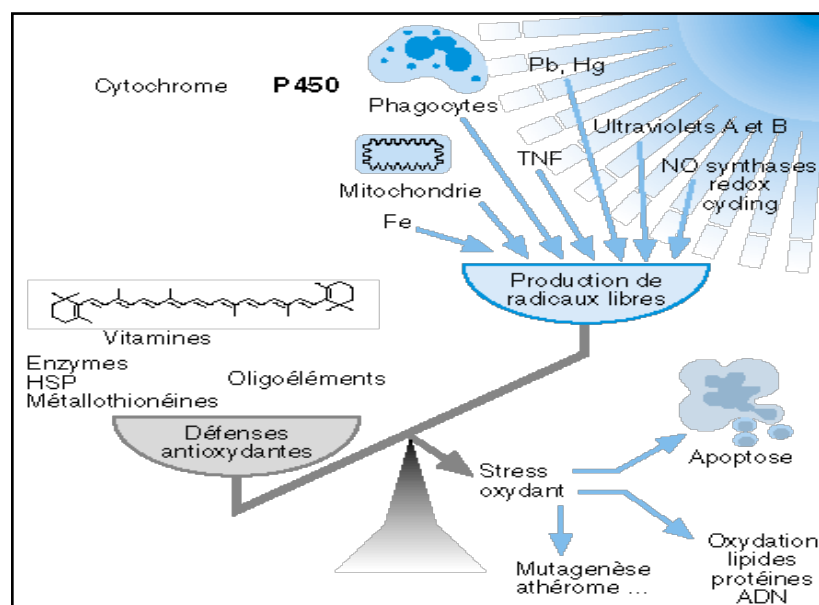 Cytochrome P450
Phagocytes
Pb, Hg
Ultraviolets A et B
TNF
NO synthases
redox
cycling
Mitochondrie
Fe
Production de
radicaux libres
Vitamines
Enzymes
HSP
Métallothionéines
Oligoéléments
Défenses
antioxydantes
Stress
oxydant
Apoptose
Mutagenèse
athérome ...
Oxydation
lipides
protéines
ADN